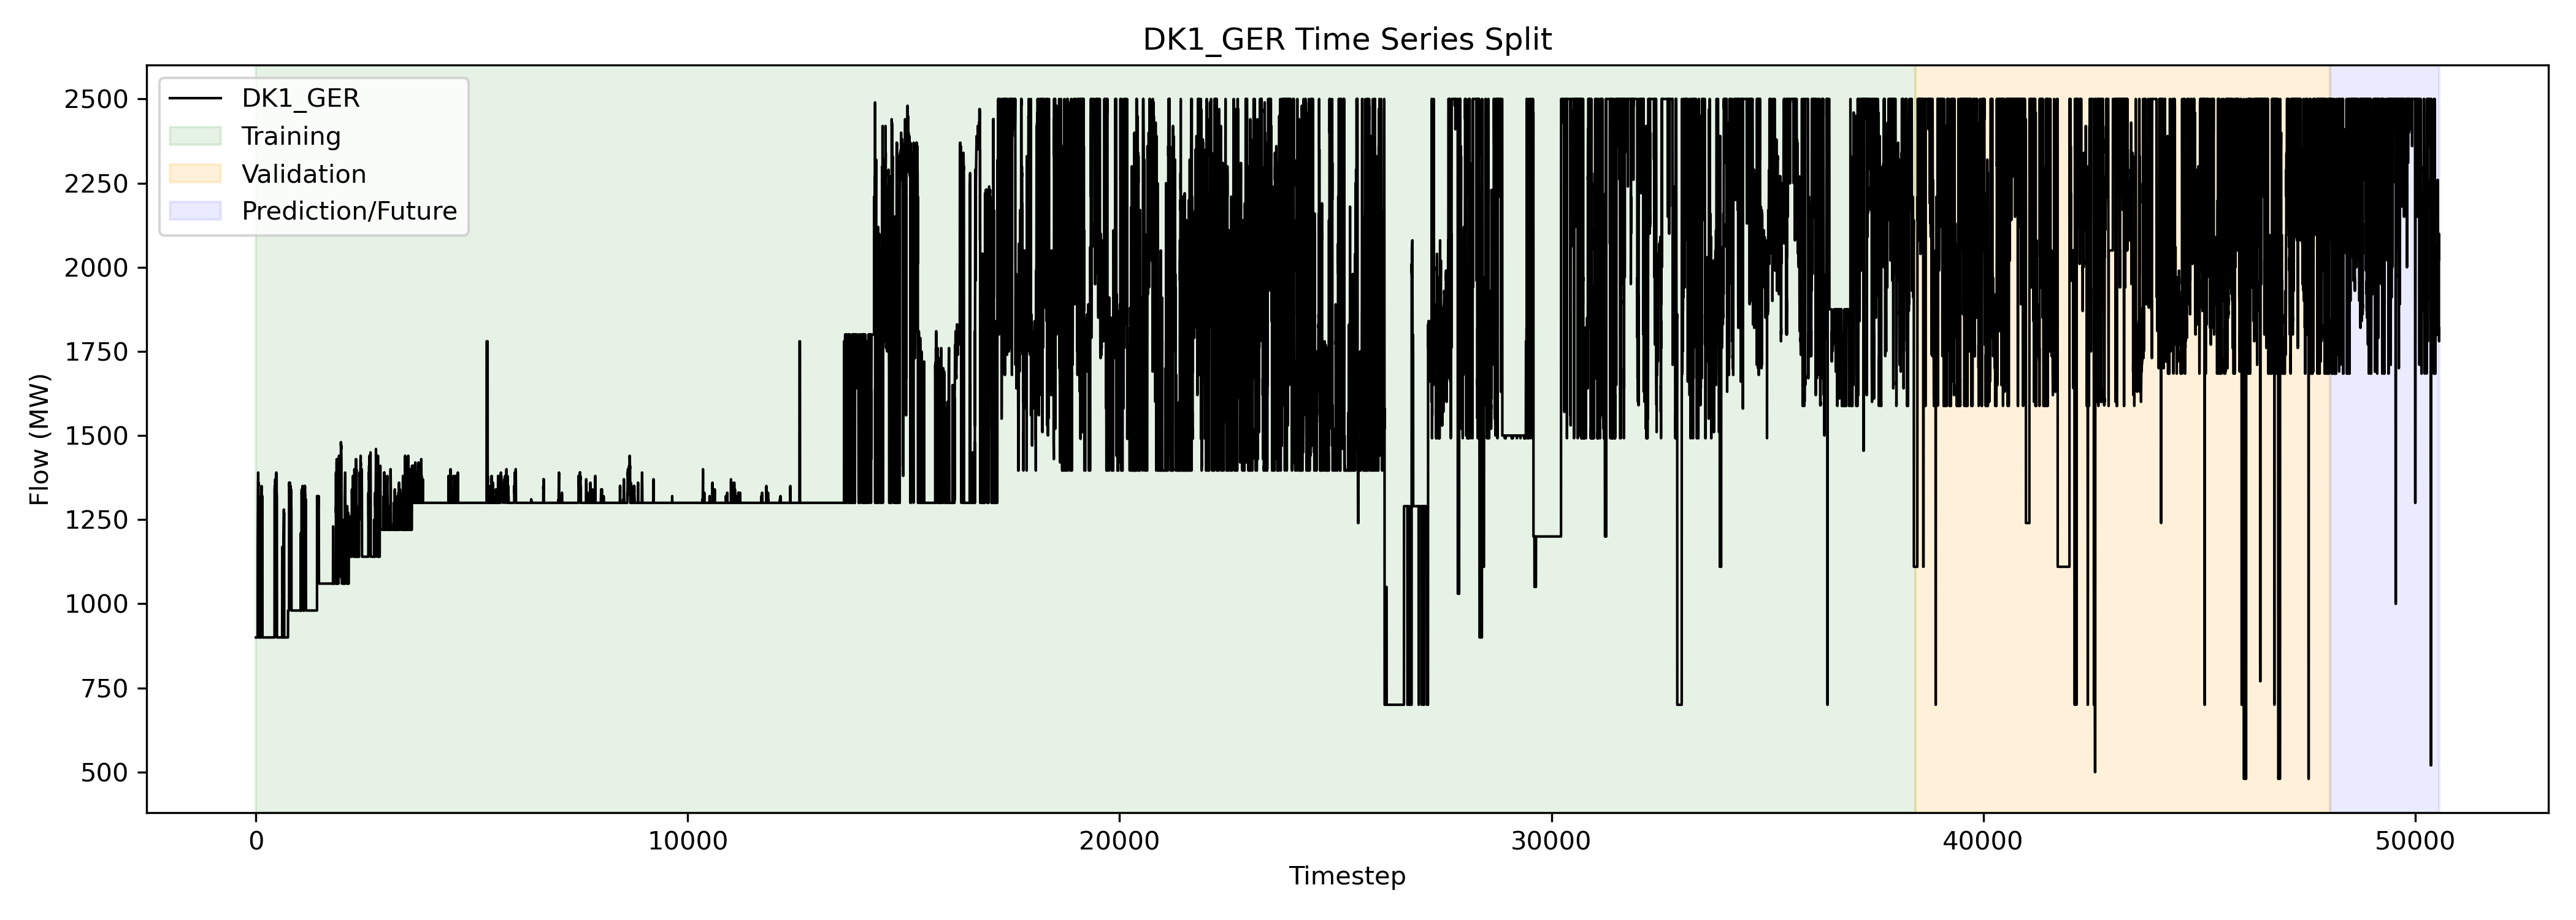 DK1_GER Time Series Split
DK1_GER
Training
Validation
Prediction/Future
Flow (MW)
2500
2250
2000
1750
1500
1250
1000
750
500
0
10000
20000
30000
40000
50000
Timestep